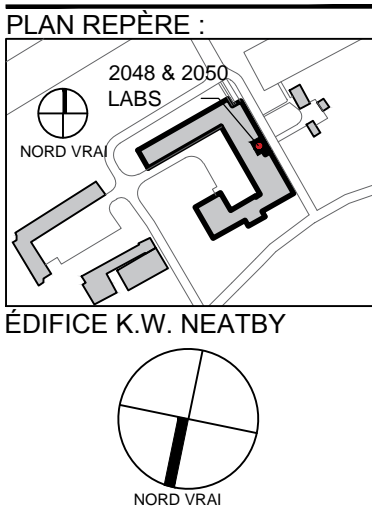 PLAN REPÈRE :
2048 & 2050
LABS
NORD VRAI
ÉDIFICE K.W. NEATBY
NORD VRAI